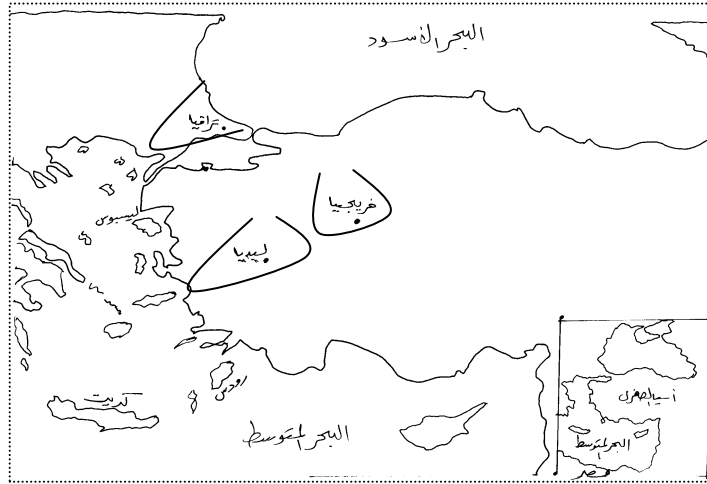 البحر الأسود
تراقيا
فريجيا
ليسبوس
ليديا
رودس
كريت
البحر المتوسط
آسيا الصغرى
البحر المتوسط
مصر